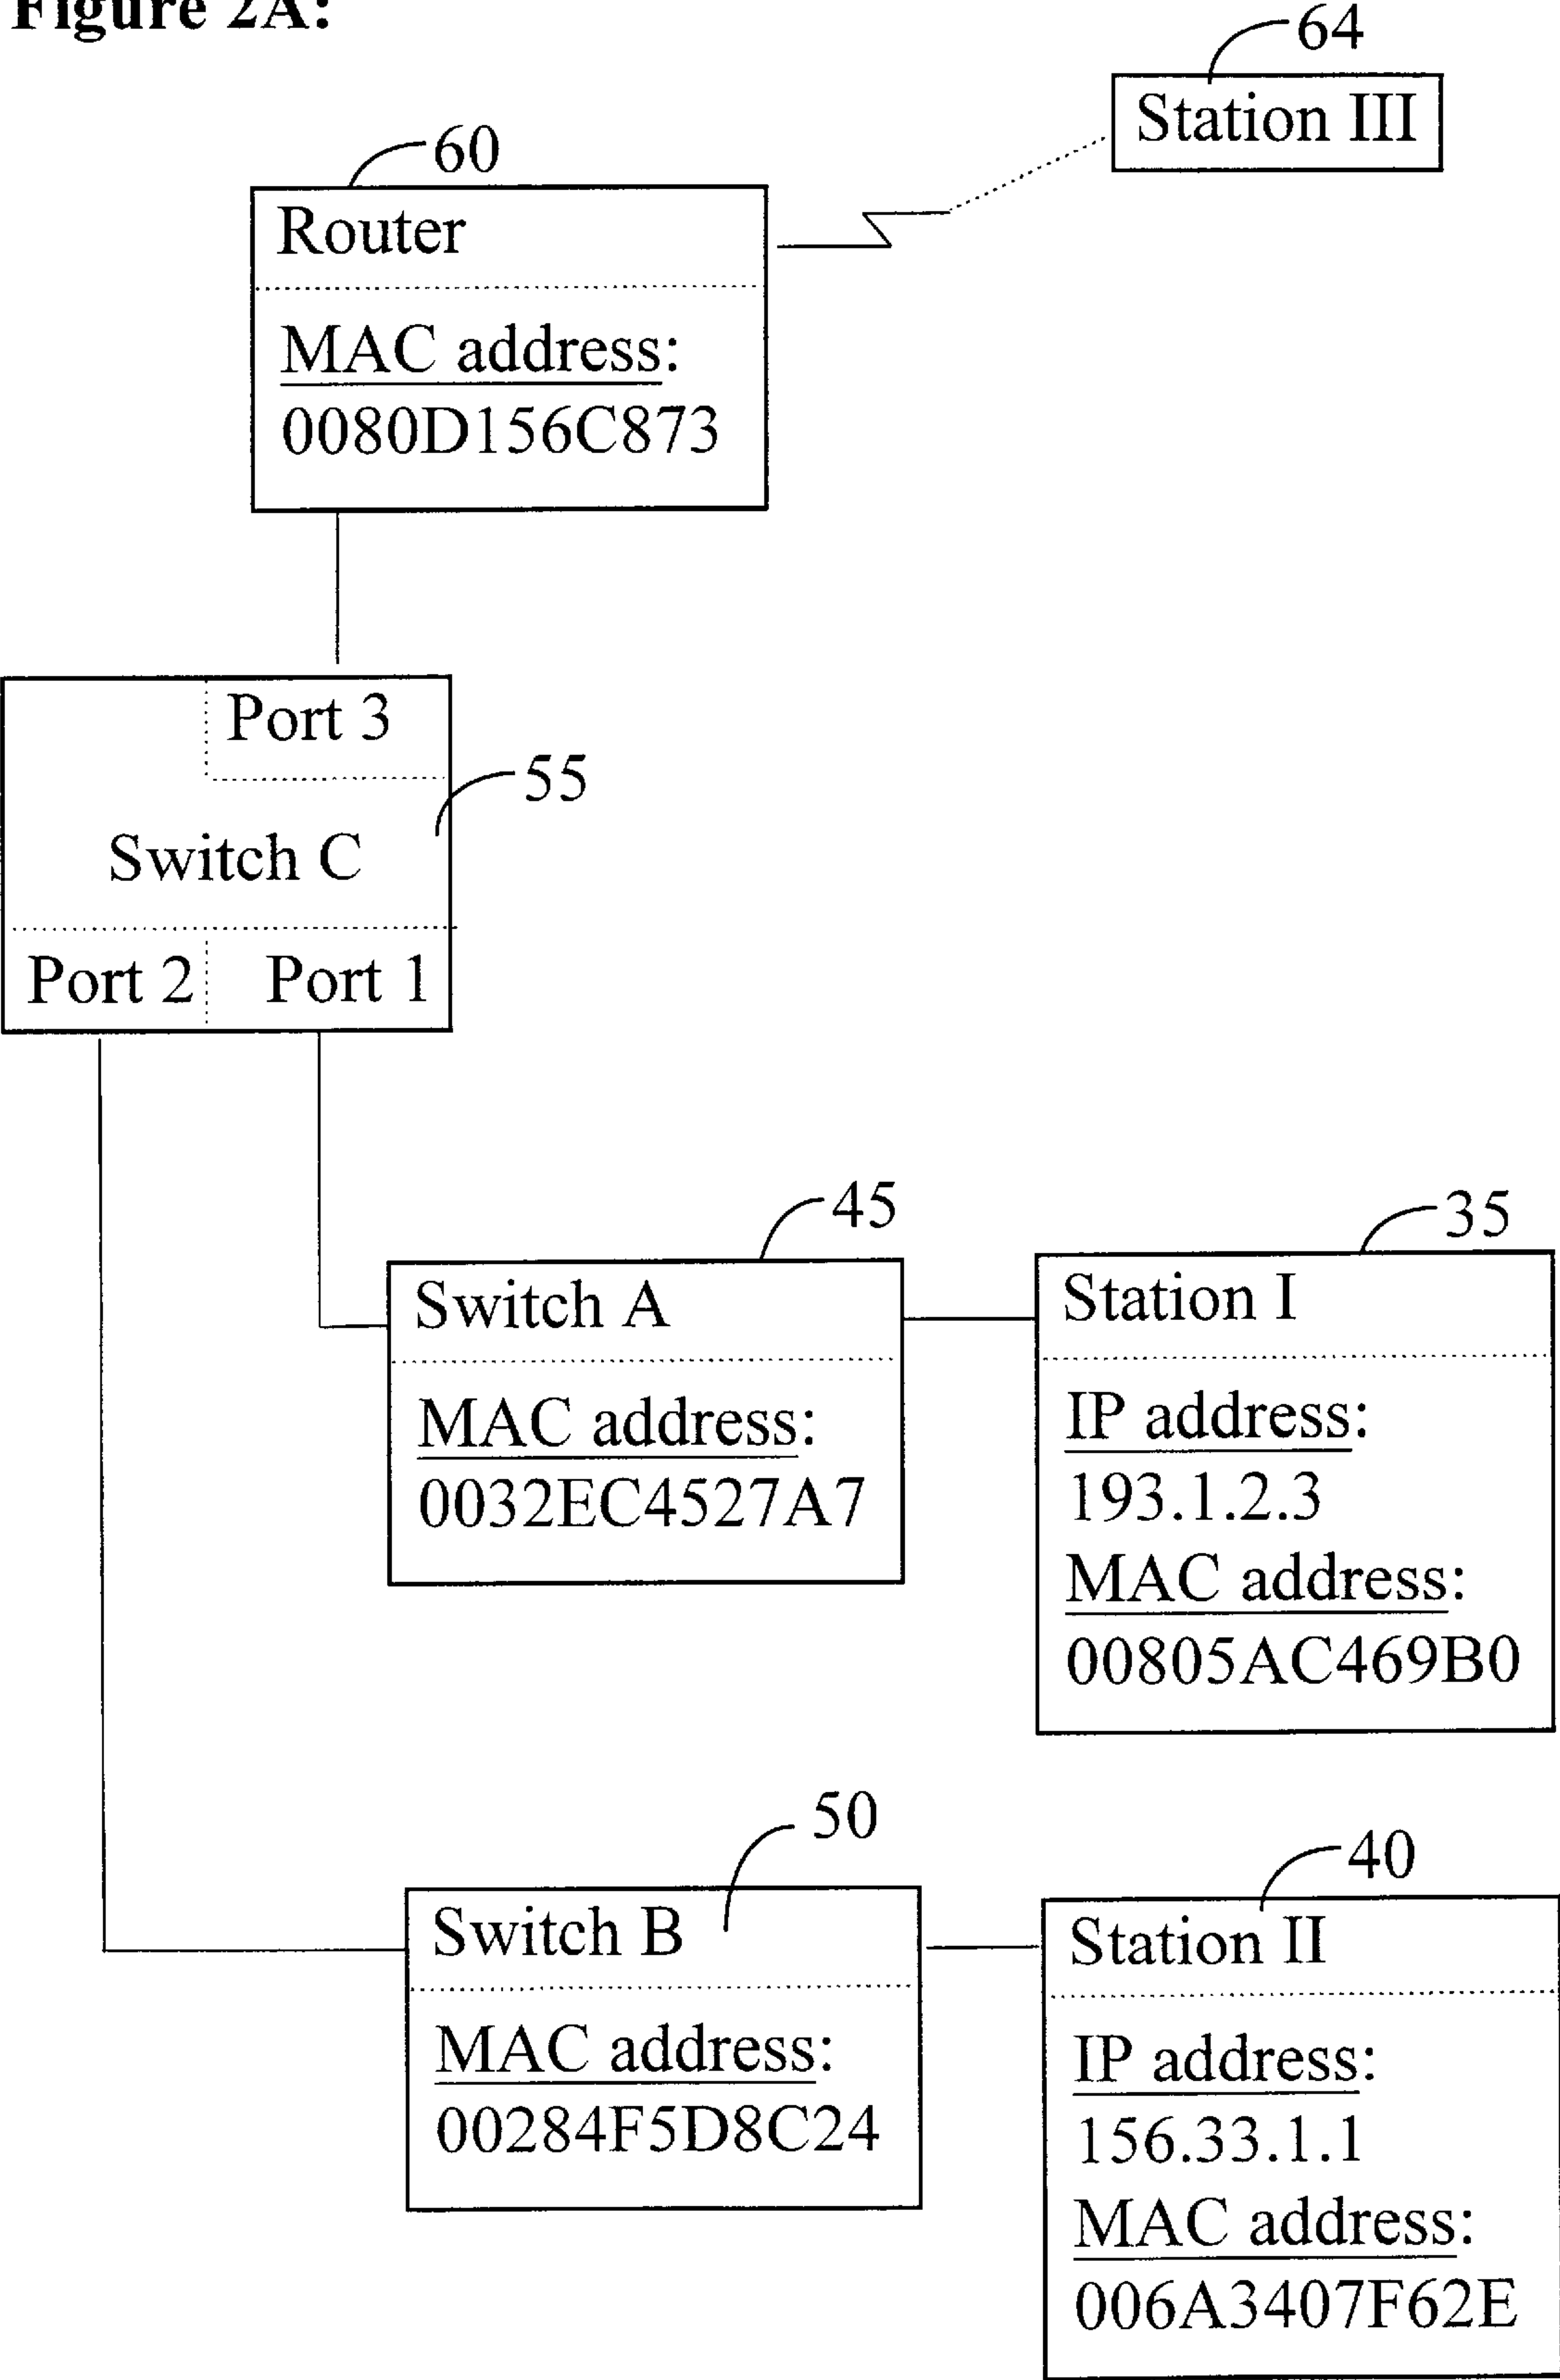 Figure 2A:
64
Station III
60
Router
MAC address:
0080D156C873
Port 3
55
Switch C
Port 2
Port 1
45
Switch A
MAC address:
0032EC4527A7
35
Station I
IP address:
193.1.2.3
MAC address:
00805AC469B0
50
Switch B
MAC address:
00284F5D8C24
40
Station II
IP address:
156.33.1.1
MAC address:
006A3407F62E